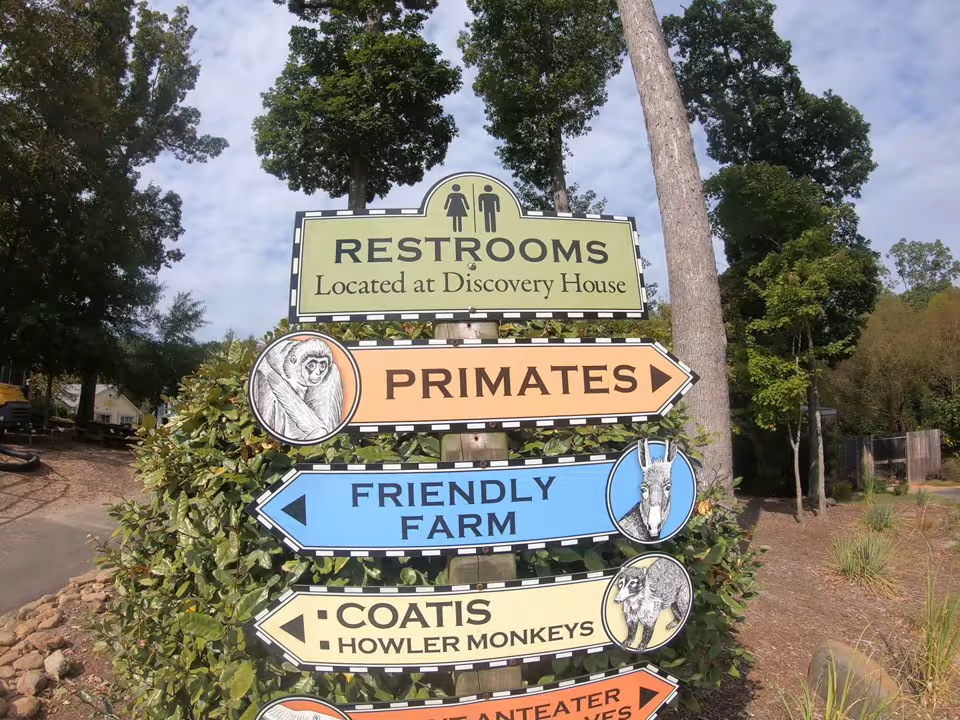 RESTROOMS
Located at Discovery House
PRIMATES
FRIENDLY
FARM
COATIS
HOWLER MONKEYS
ANTEATER